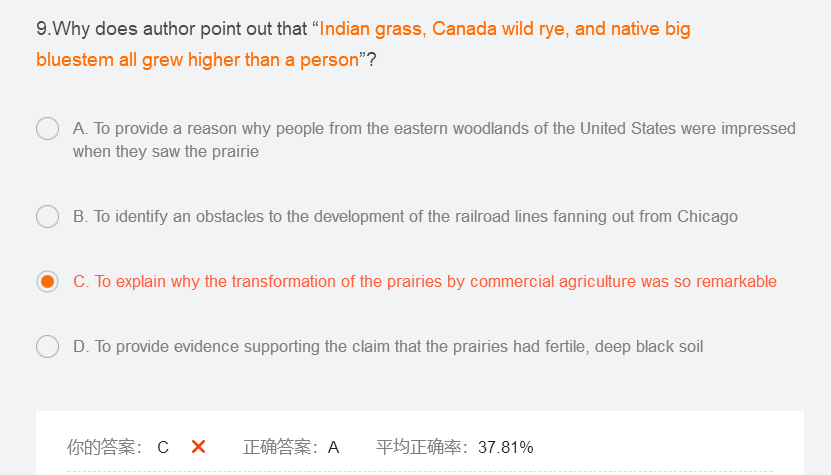 9.Why does author point out that “Indian grass, Canada wild rye, and native big
bluestem all grew higher than a person”?
A. To provide a reason why people from the eastern woodlands of the United States were impressed
when they saw the prairie
B. To identify an obstacles to the development of the railroad lines fanning out from Chicago
C. To explain why the transformation of the prairies by commercial agriculture was so remarkable
D. To provide evidence supporting the claim that the prairies had fertile, deep black soil
你的答案： C 正确答案：A 平均正确率：37.81%